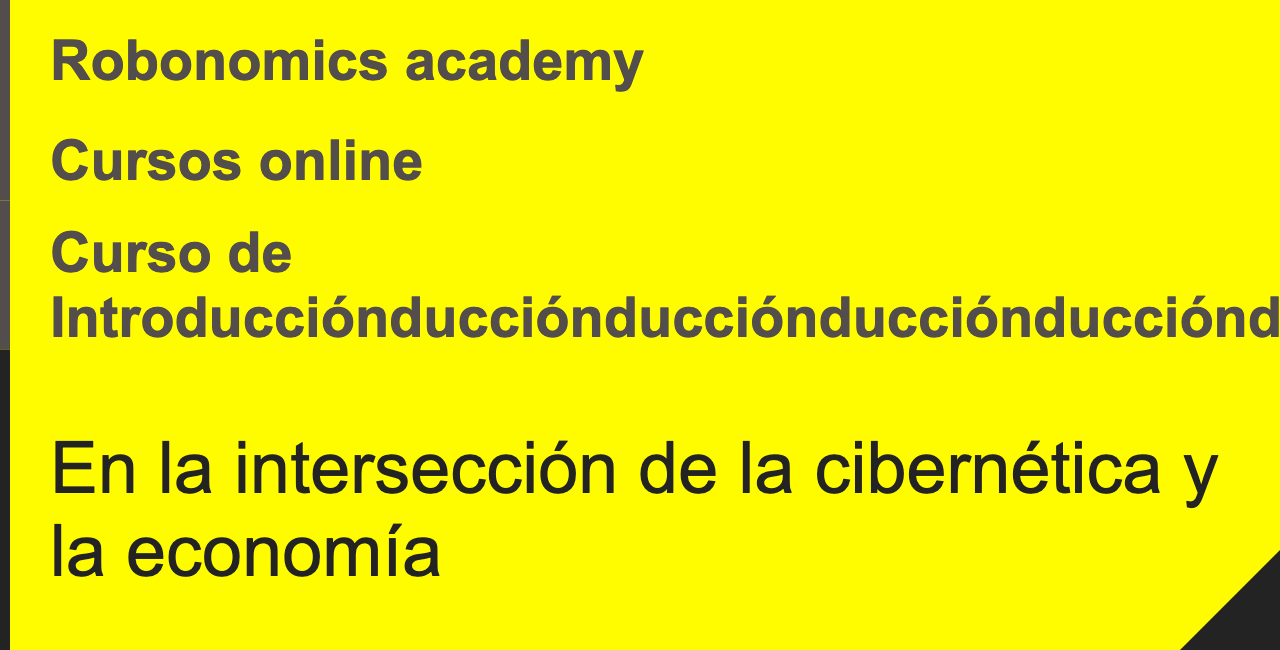 Robonomics academy
Cursos online
Curso de
Introducciónducciónducciónducciónducciónd
En la intersección de la cibernética y
la economía